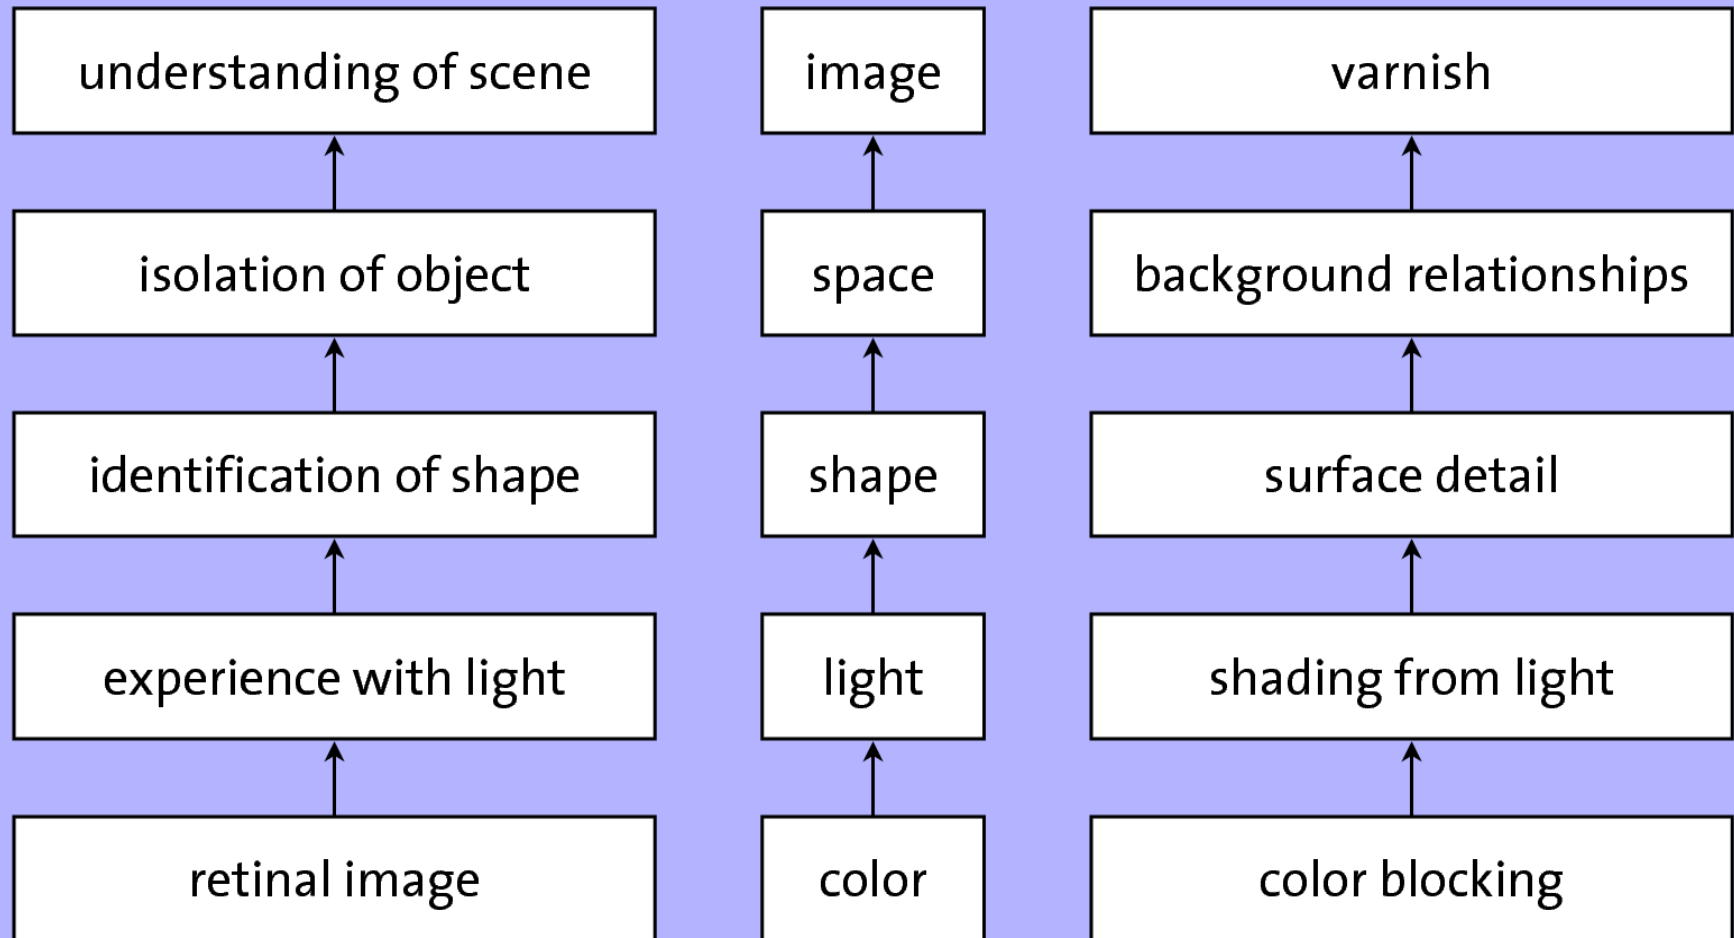 understanding of scene
image
varnish
isolation of object
space
background relationships
identification of shape
shape
surface detail
experience with light
light
shading from light
retinal image
color
color blocking